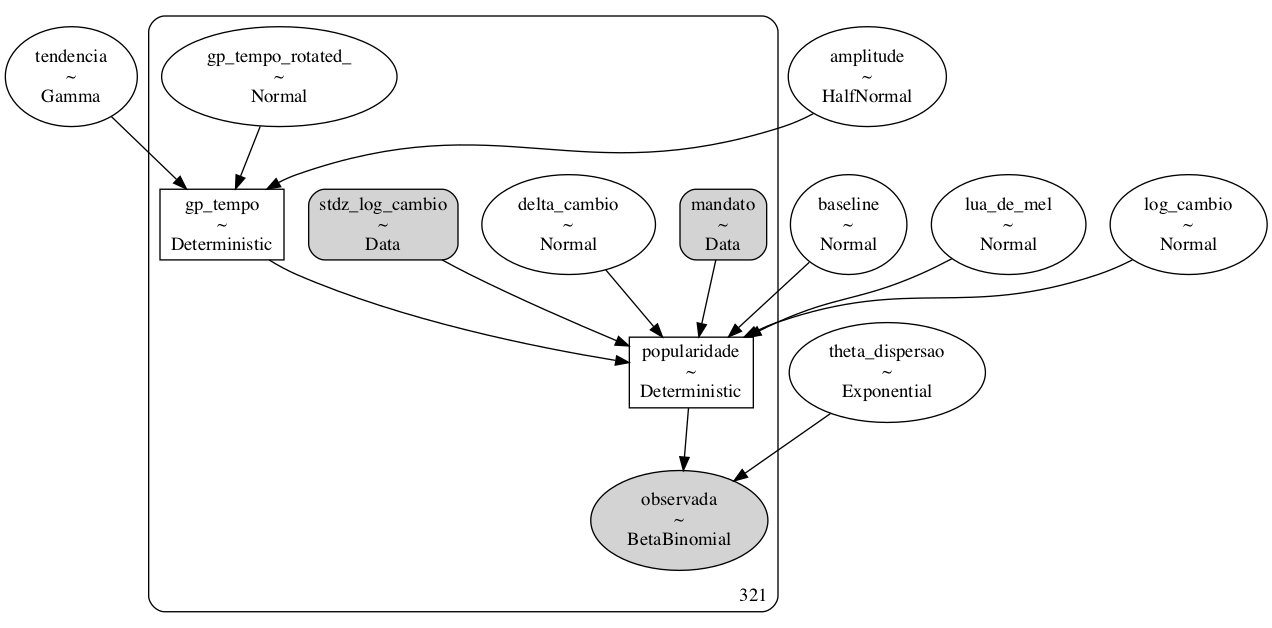 tendencia
~
Gamma
gp_tempo_rotated_
~
Normal
amplitude
~
HalfNormal
gp_tempo
~
Deterministic
stdz_log_cambio
~
Data
delta_cambio
~
Normal
mandato
~
Data
baseline
~
Normal
lua_de_mel
~
Normal
log_cambio
~
Normal
popularidade
~
Deterministic
theta_dispersao
~
Exponential
observada
~
BetaBinomial
321